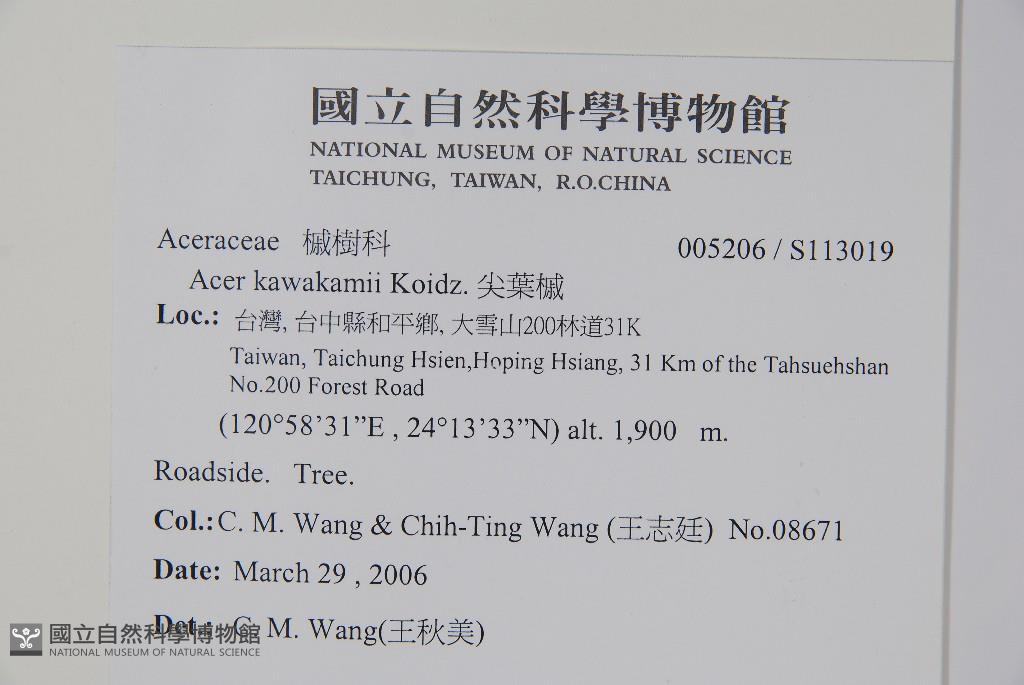 國立自然科學博物館
NATIONAL MUSEUM OF NATURAL SCIENCE
TAICHUNG, TAIWAN, R.O.CHINA
Aceraceae 槭樹科 005206 / S113019
Acer kawakamii Koidz. 尖葉槭
Loc.: 台灣, 台中縣和平鄉, 大雪山200林道31K
Taiwan, Taichung Hsien,Hoping Hsiang, 31 Km of the Tahsuehshan
No.200 Forest Road
(120°58’31”E , 24°13’33”N) alt. 1,900 m.
Roadside. Tree.
Col.: C. M. Wang & Chih-Ting Wang (王志廷) No.08671
Date: March 29 , 2006
Det.: C. M. Wang(王秋美)
國立自然科學博物館
NATIONAL MUSEUM OF NATURAL SCIENCE